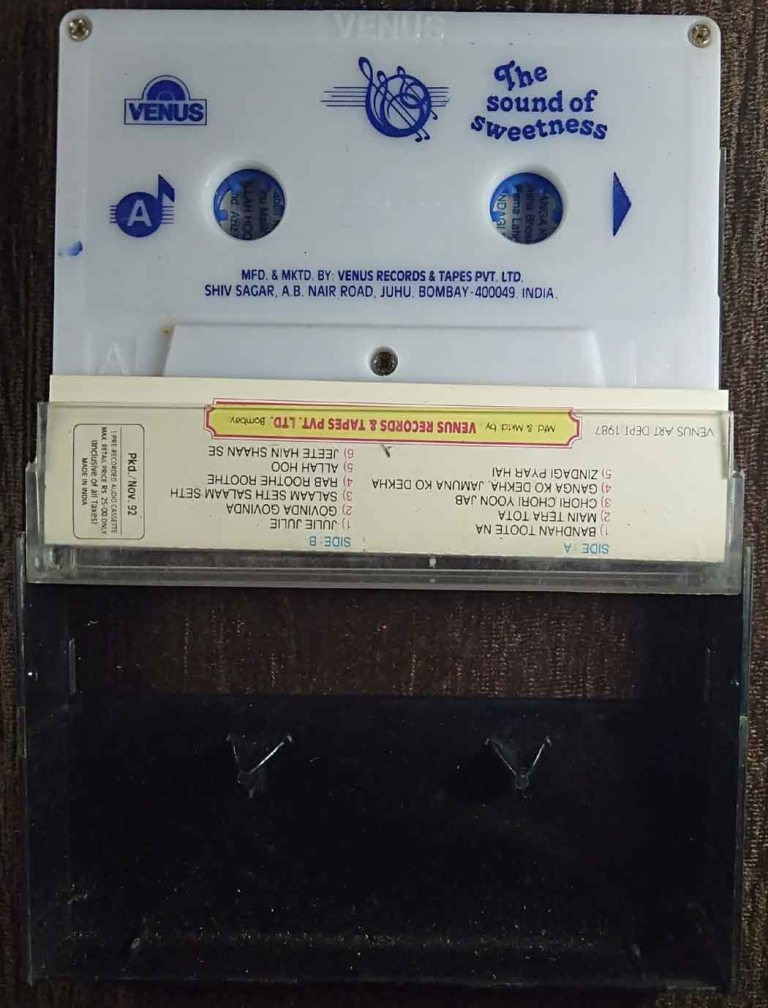 VENUS
VENUS
The
sound of
sweetness
A
MFD. & MKTD. BY: VENUS RECORDS & TAPES PVT. LTD.
SHIV SAGAR, A.B. NAIR ROAD, JUHU, BOMBAY-400049. INDIA.
SIDE : A
1) BANDHAN TOOTE NA
2) MAIN TERA TOTA
3) CHORI CHORI YOON JAB
4) GANGA KO DEKHA, JAMUNA KO DEKHA
5) ZINDAGI PYAR HAI
SIDE : B
1) JULIE JULIE
2) GOVINDA GOVINDA
3) SALAAM SETH SALAAM SETH
4) RAB ROOTHE ROOTHE
5) ALLAH HOO
6) JEETE HAIN SHAAN SE
VENUS ART DEPT 1987
Mfd. & Mktd. by: VENUS RECORDS & TAPES PVT. LTD. Bombay.
Pkd./Nov. 92
1-PRE-RECORDED AUDIO CASSETTE
MAX. RETAIL PRICE Rs. 25-00 ONLY
(Inclusive of all Taxes)
MADE IN INDIA